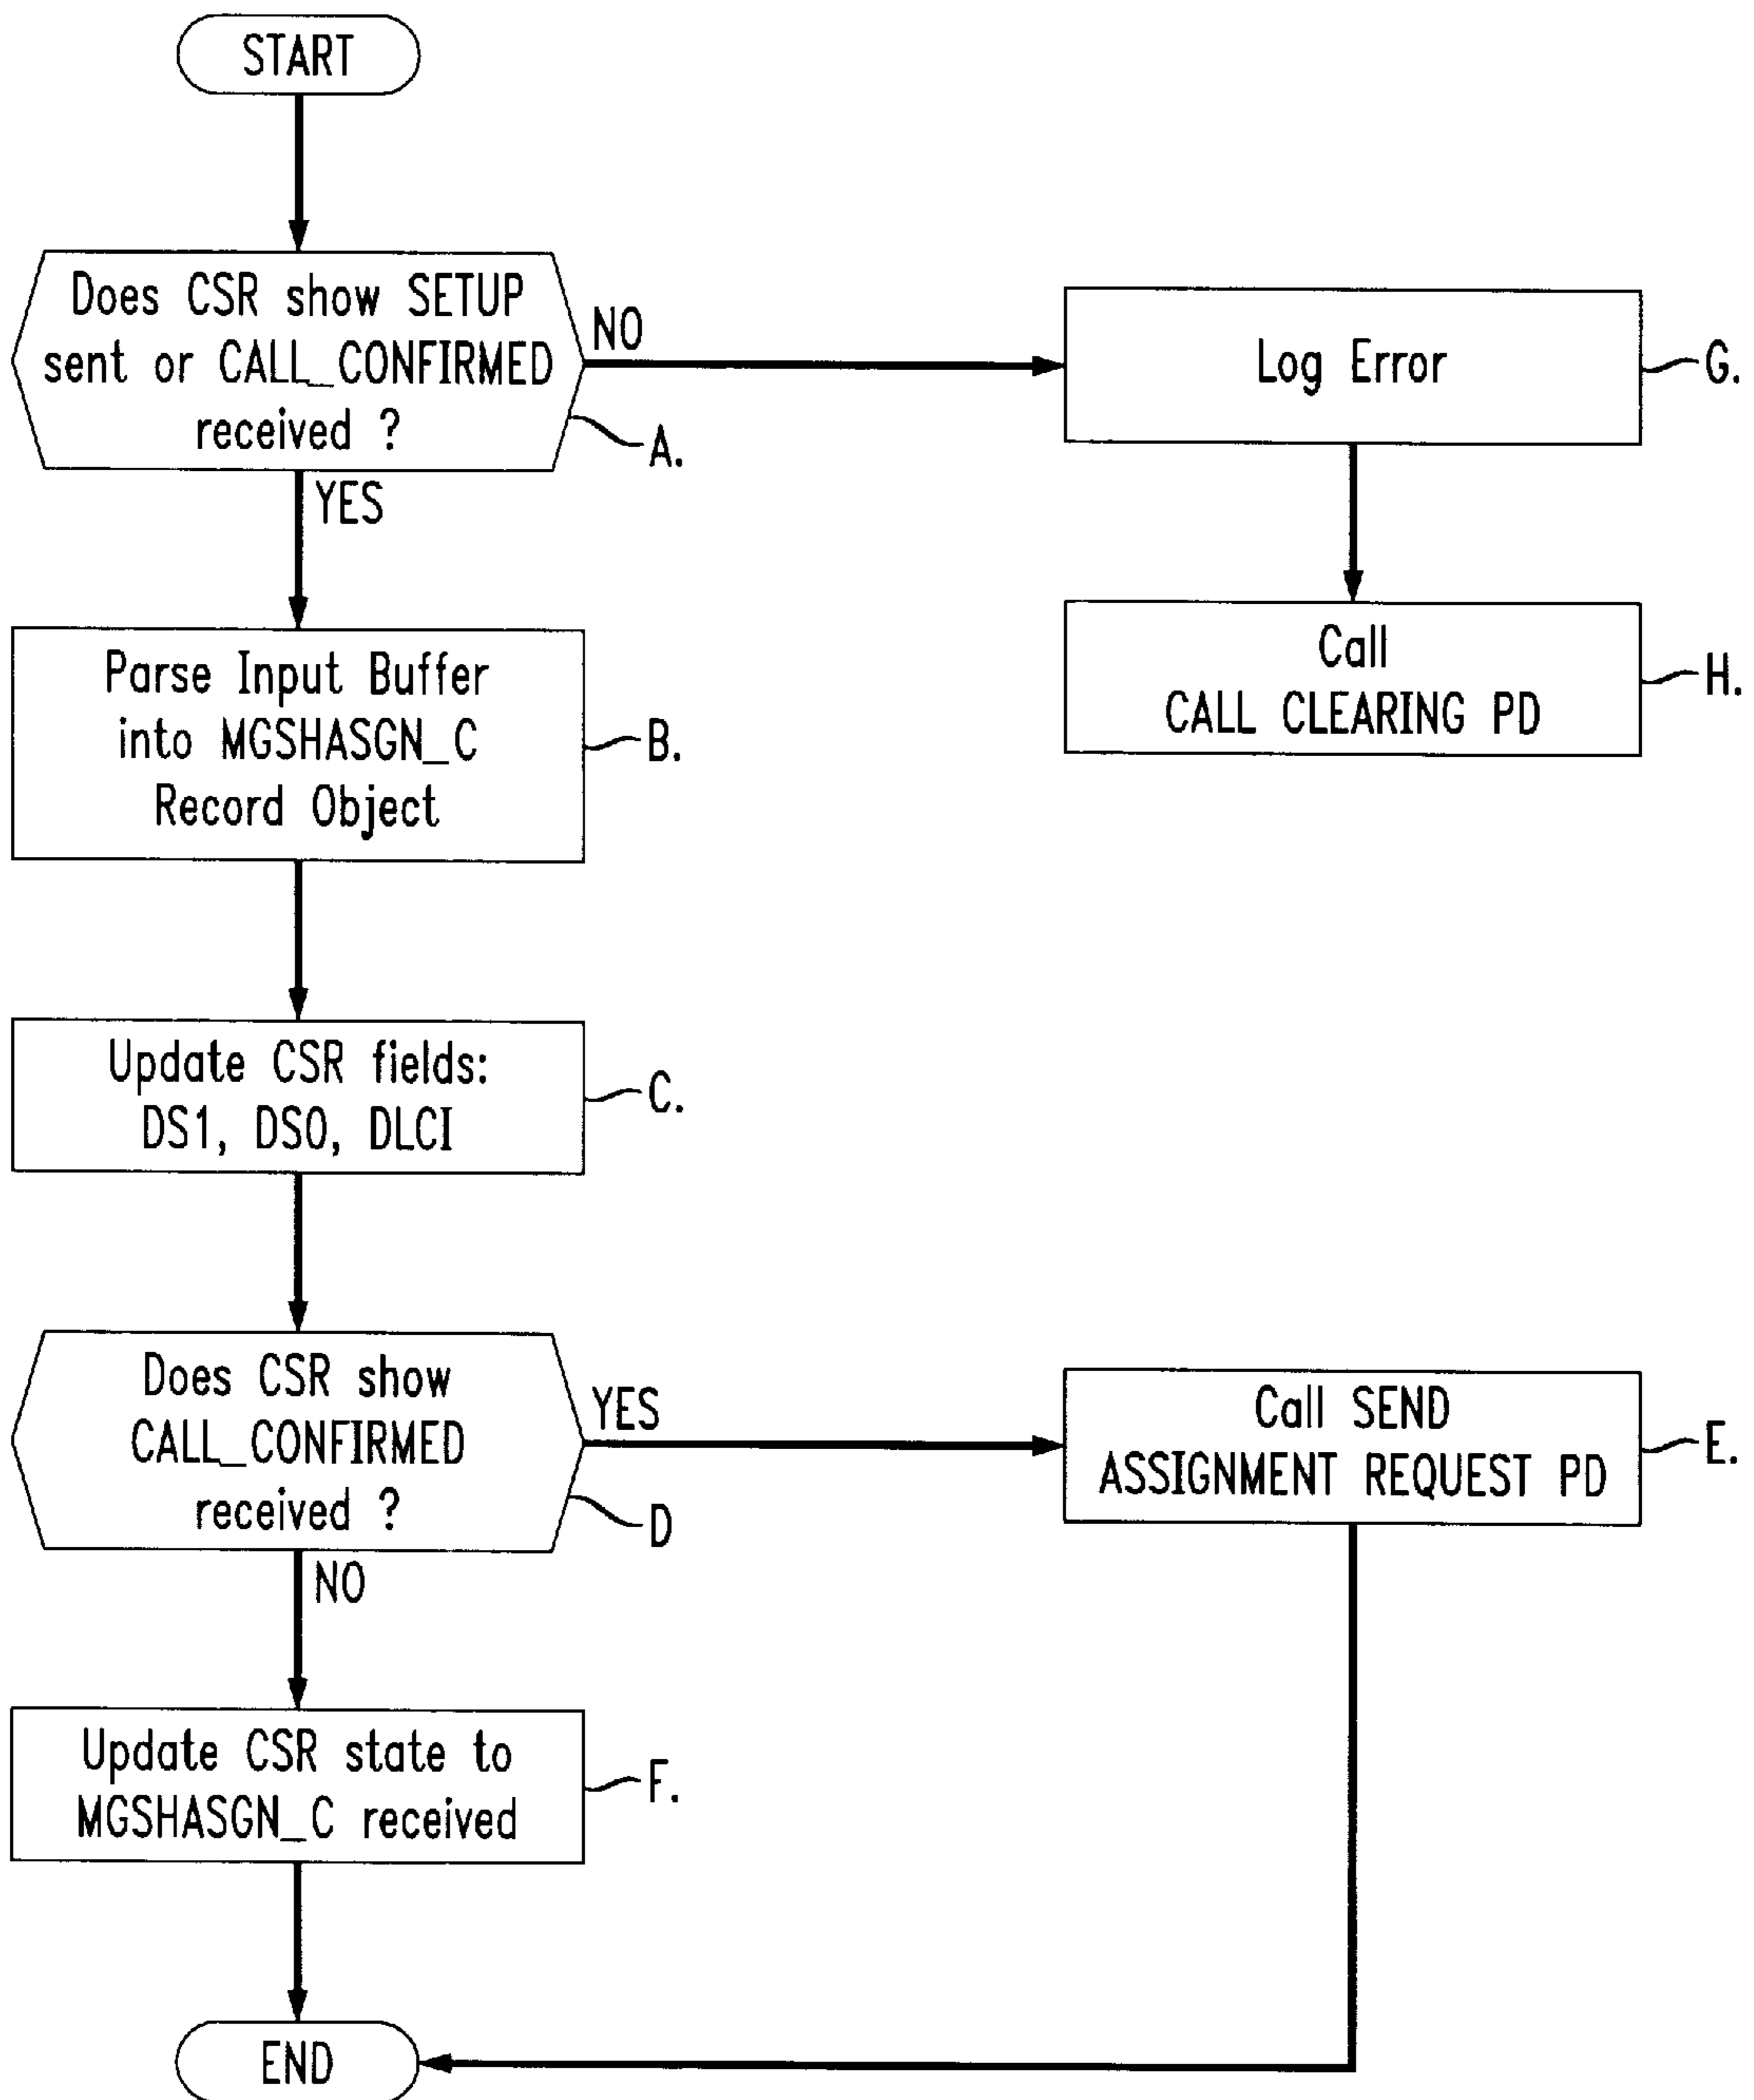 START
Does CSR show SETUP
sent or CALL_CONFIRMED
received ?
A.
NO
YES
Log Error
G.
Call
CALL CLEARING PD
H.
Parse Input Buffer
into MGSHASGN_C
Record Object
B.
Update CSR fields:
DS1, DS0, DLCI
C.
Does CSR show
CALL_CONFIRMED
received ?
D
YES
NO
Call SEND
ASSIGNMENT REQUEST PD
E.
Update CSR state to
MGSHASGN_C received
F.
END